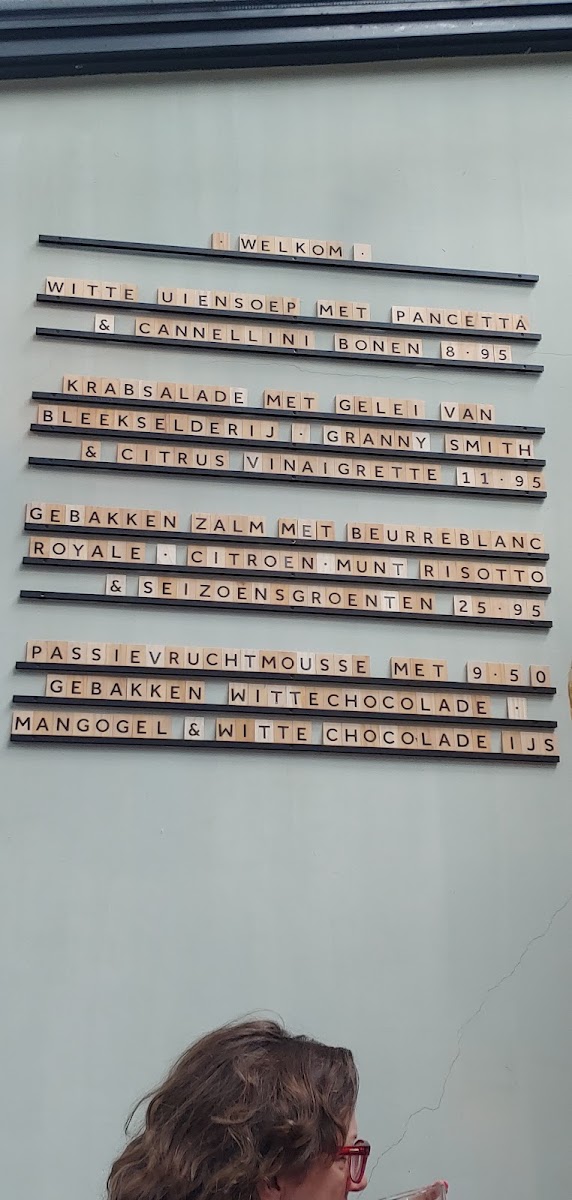 · WELKOM ·
WITTE UIENSOEP MET PANCETTA
& CANNELLINI BONEN 8·95
KRABSALADE MET GELEI VAN
BLEEKSELDERIJ · GRANNY SMITH
& CITRUS VINAIGRETTE 11·95
GEBAKKEN ZALM MET BEURREBLANC
ROYALE · CITROEN·MUNT RISOTTO
& SEIZOENSGROENTEN 25·95
PASSIEVRUCHTMOUSSE MET 9·50
GEBAKKEN WITTECHOCOLADE ·
MANGOGEL & WITTE CHOCOLADE IJS